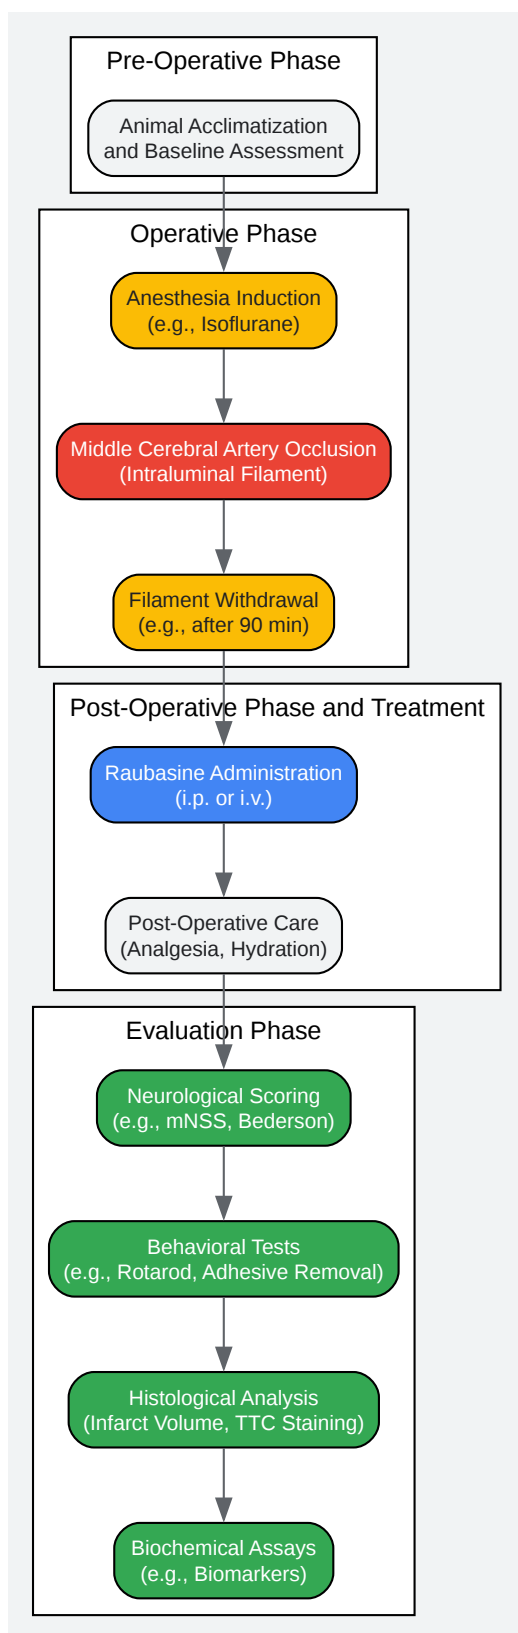 Pre-Operative Phase
Animal Acclimatization
and Baseline Assessment
Operative Phase
Anesthesia Induction
(e.g., Isoflurane)
Middle Cerebral Artery Occlusion
(Intraluminal Filament)
Filament Withdrawal
(e.g., after 90 min)
Post-Operative Phase and Treatment
Raubasine Administration
(i.p. or i.v.)
Post-Operative Care
(Analgesia, Hydration)
Evaluation Phase
Neurological Scoring
(e.g., mNSS, Bederson)
Behavioral Tests
(e.g., Rotarod, Adhesive Removal)
Histological Analysis
(Infarct Volume, TTC Staining)
Biochemical Assays
(e.g., Biomarkers)